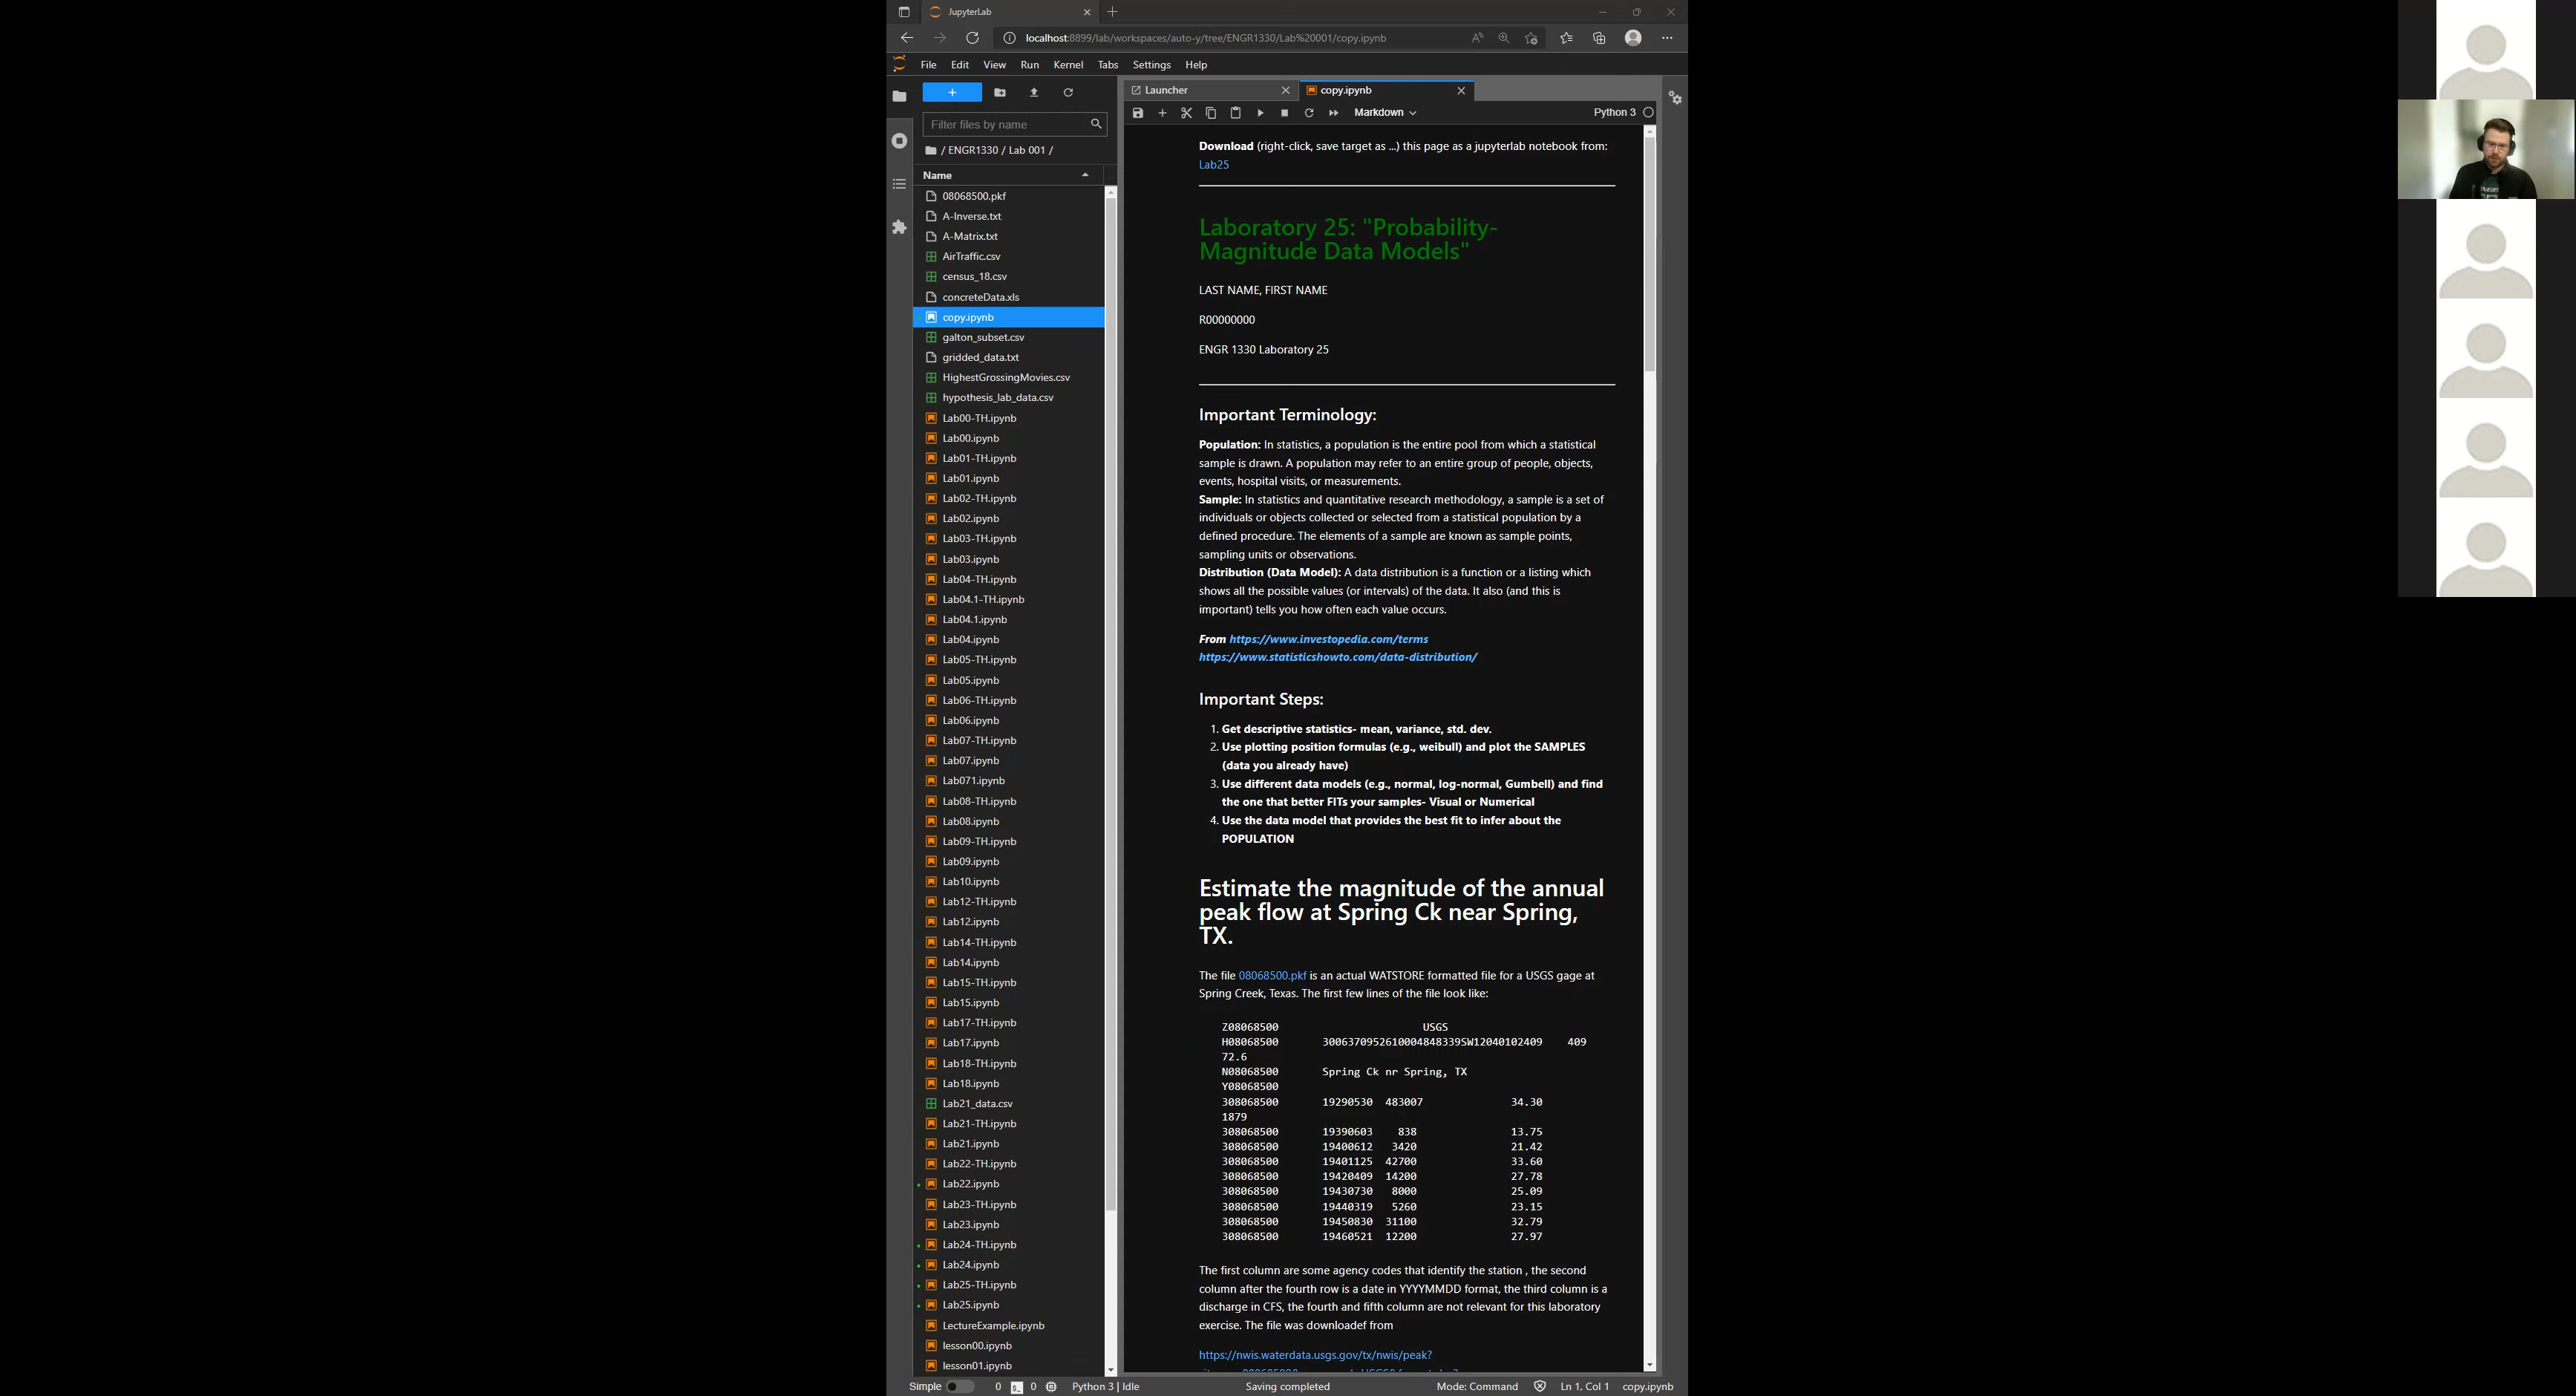 JupyterLab
localhost:8899/lab/workspaces/auto-y/tree/ENGR1330/Lab%20001/copy.ipynb
File Edit View Run Kernel Tabs Settings Help
Filter files by name
/ ENGR1330 / Lab 001 /
Name
08068500.pkf
A-Inverse.txt
A-Matrix.txt
AirTraffic.csv
census_18.csv
concreteData.xls
copy.ipynb
galton_subset.csv
gridded_data.txt
HighestGrossingMovies.csv
hypothesis_lab_data.csv
Lab00-TH.ipynb
Lab00.ipynb
Lab01-TH.ipynb
Lab01.ipynb
Lab02-TH.ipynb
Lab02.ipynb
Lab03-TH.ipynb
Lab03.ipynb
Lab04-TH.ipynb
Lab04.1-TH.ipynb
Lab04.1.ipynb
Lab04.ipynb
Lab05-TH.ipynb
Lab05.ipynb
Lab06-TH.ipynb
Lab06.ipynb
Lab07-TH.ipynb
Lab07.ipynb
Lab071.ipynb
Lab08-TH.ipynb
Lab08.ipynb
Lab09-TH.ipynb
Lab09.ipynb
Lab10.ipynb
Lab12-TH.ipynb
Lab12.ipynb
Lab14-TH.ipynb
Lab14.ipynb
Lab15-TH.ipynb
Lab15.ipynb
Lab17-TH.ipynb
Lab17.ipynb
Lab18-TH.ipynb
Lab18.ipynb
Lab21_data.csv
Lab21-TH.ipynb
Lab21.ipynb
Lab22-TH.ipynb
Lab22.ipynb
Lab23-TH.ipynb
Lab23.ipynb
Lab24-TH.ipynb
Lab24.ipynb
Lab25-TH.ipynb
Lab25.ipynb
LectureExample.ipynb
lesson00.ipynb
lesson01.ipynb
Launcher copy.ipynb
Markdown Python 3
Download (right-click, save target as ...) this page as a jupyterlab notebook from:
Lab25
Laboratory 25: "Probability-
Magnitude Data Models"
LAST NAME, FIRST NAME
R00000000
ENGR 1330 Laboratory 25
Important Terminology:
Population: In statistics, a population is the entire pool from which a statistical
sample is drawn. A population may refer to an entire group of people, objects,
events, hospital visits, or measurements.
Sample: In statistics and quantitative research methodology, a sample is a set of
individuals or objects collected or selected from a statistical population by a
defined procedure. The elements of a sample are known as sample points,
sampling units or observations.
Distribution (Data Model): A data distribution is a function or a listing which
shows all the possible values (or intervals) of the data. It also (and this is
important) tells you how often each value occurs.
From https://www.investopedia.com/terms
https://www.statisticshowto.com/data-distribution/
Important Steps:
1. Get descriptive statistics- mean, variance, std. dev.
2. Use plotting position formulas (e.g., weibull) and plot the SAMPLES
(data you already have)
3. Use different data models (e.g., normal, log-normal, Gumbell) and find
the one that better FITs your samples- Visual or Numerical
4. Use the data model that provides the best fit to infer about the
POPULATION
Estimate the magnitude of the annual
peak flow at Spring Ck near Spring,
TX.
The file 08068500.pkf is an actual WATSTORE formatted file for a USGS gage at
Spring Creek, Texas. The first few lines of the file look like:
Z08068500 USGS
H08068500 3006370952610004848339SW12040102409 409
72.6
N08068500 Spring Ck nr Spring, TX
Y08068500
308068500 19290530 483007 34.30
1879
308068500 19390603 838 13.75
308068500 19400612 3420 21.42
308068500 19401125 42700 33.60
308068500 19420409 14200 27.78
308068500 19430730 8000 25.09
308068500 19440319 5260 23.15
308068500 19450830 31100 32.79
308068500 19460521 12200 27.97
The first column are some agency codes that identify the station , the second
column after the fourth row is a date in YYYYMMDD format, the third column is a
discharge in CFS, the fourth and fifth column are not relevant for this laboratory
exercise. The file was downloadef from
https://nwis.waterdata.usgs.gov/tx/nwis/peak?
Simple 0 0 Python 3 | Idle Saving completed Mode: Command Ln 1, Col 1 copy.ipynb